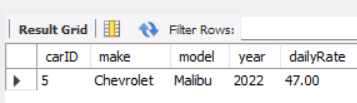 Result Grid Filter Rows:
carID make model year dailyRate
5 Chevrolet Malibu 2022 47.00